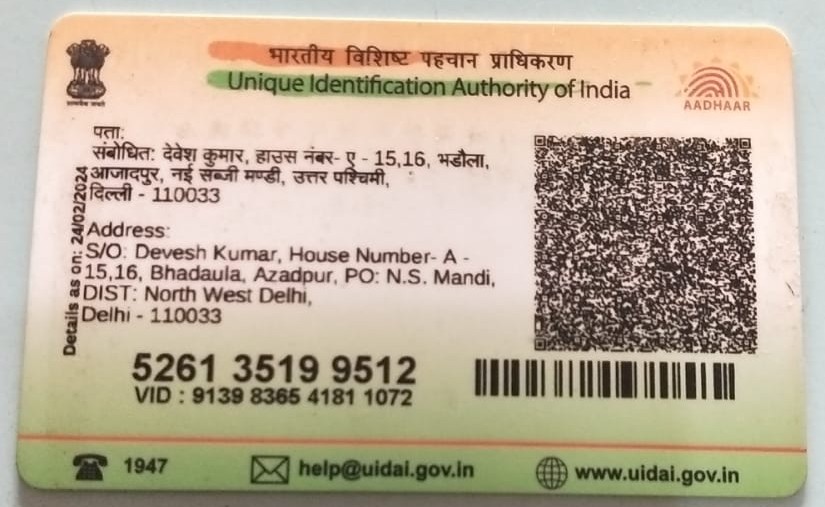 भारतीय विशिष्ट पहचान प्राधिकरण
Unique Identification Authority of India
AADHAAR
सत्यमेव जयते
पता:
संबोधित: देवेश कुमार, हाउस नंबर- ए - 15,16, भडौला,
आजादपुर, नई सब्जी मण्डी, उत्तर पश्चिमी,
दिल्ली - 110033
Address:
S/O: Devesh Kumar, House Number- A -
15,16, Bhadaula, Azadpur, PO: N.S. Mandi,
DIST: North West Delhi,
Delhi - 110033
Details as on: 24/02/2024
5261 3519 9512
VID : 9139 8365 4181 1072
1947
help@uidai.gov.in
www.uidai.gov.in